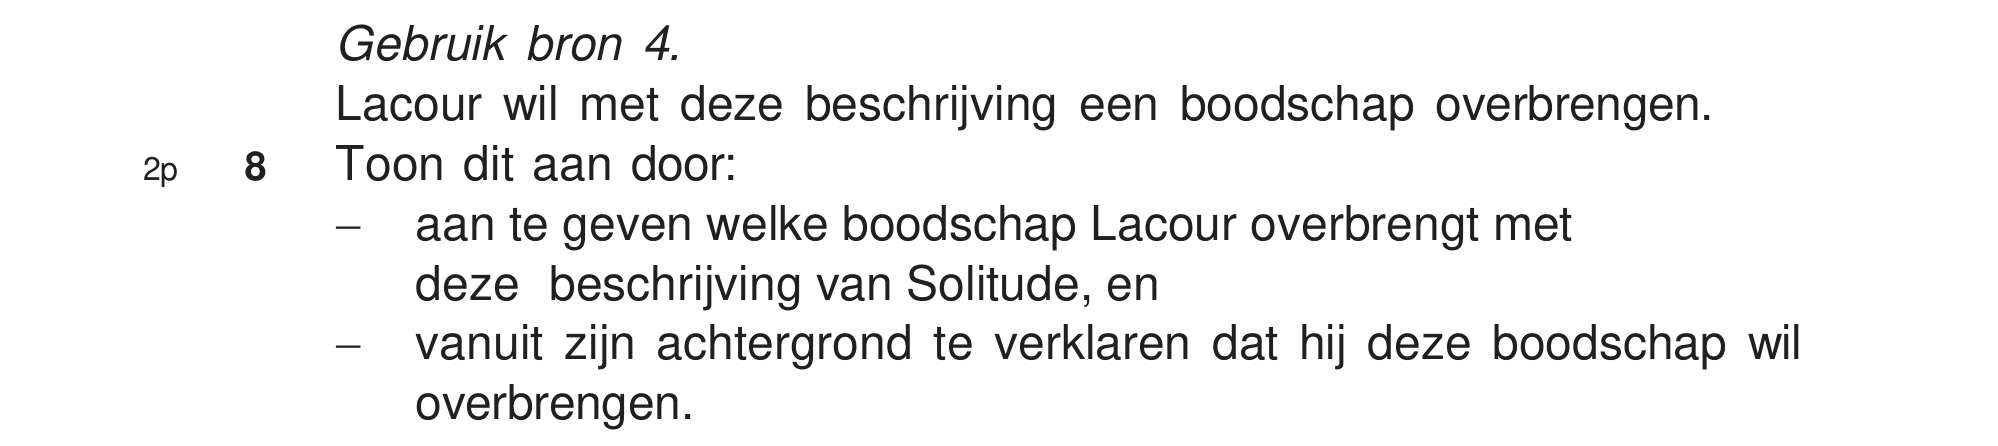 Gebruik bron 4.
Lacour wil met deze beschrijving een boodschap overbrengen.
2p 8 Toon dit aan door:
– aan te geven welke boodschap Lacour overbrengt met
deze beschrijving van Solitude, en
– vanuit zijn achtergrond te verklaren dat hij deze boodschap wil
overbrengen.